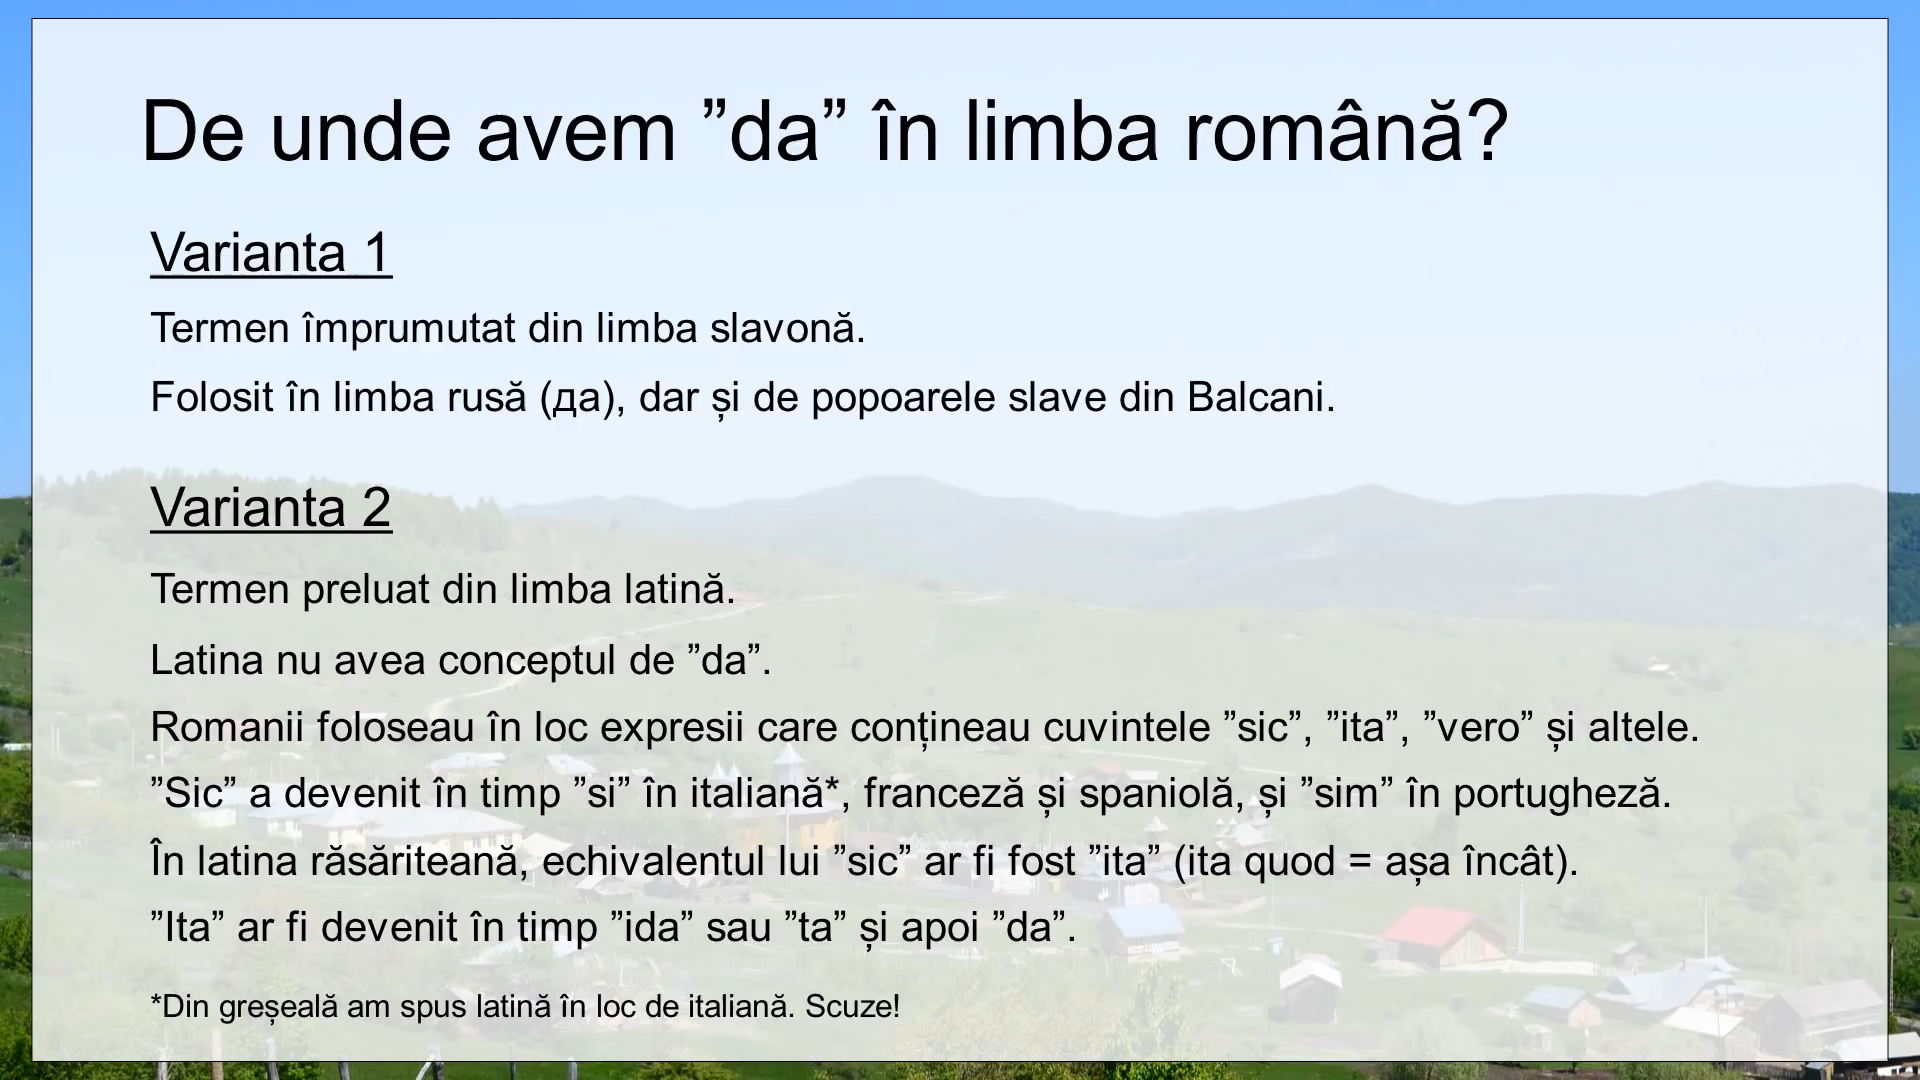 De unde avem ”da” în limba română?
Varianta 1
Termen împrumutat din limba slavonă.
Folosit în limba rusă (да), dar și de popoarele slave din Balcani.
Varianta 2
Termen preluat din limba latină.
Latina nu avea conceptul de ”da”.
Romanii foloseau în loc expresii care conțineau cuvintele ”sic”, ”ita”, ”vero” și altele.
”Sic” a devenit în timp ”si” în italiană*, franceză și spaniolă, și ”sim” în portugheză.
În latina răsăriteană, echivalentul lui ”sic” ar fi fost ”ita” (ita quod = așa încât).
”Ita” ar fi devenit în timp ”ida” sau ”ta” și apoi ”da”.
*Din greșeală am spus latină în loc de italiană. Scuze!